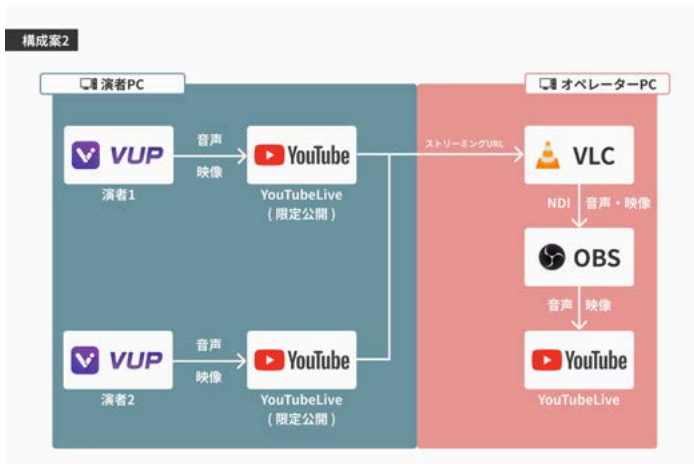 構成案2
演者PC
オペレーターPC
VUP
音声
映像
YouTube
ストリーミングURL
VLC
演者1
YouTubeLive
(限定公開)
NDI
音声・映像
OBS
音声
映像
VUP
音声
映像
YouTube
YouTube
演者2
YouTubeLive
(限定公開)
YouTubeLive